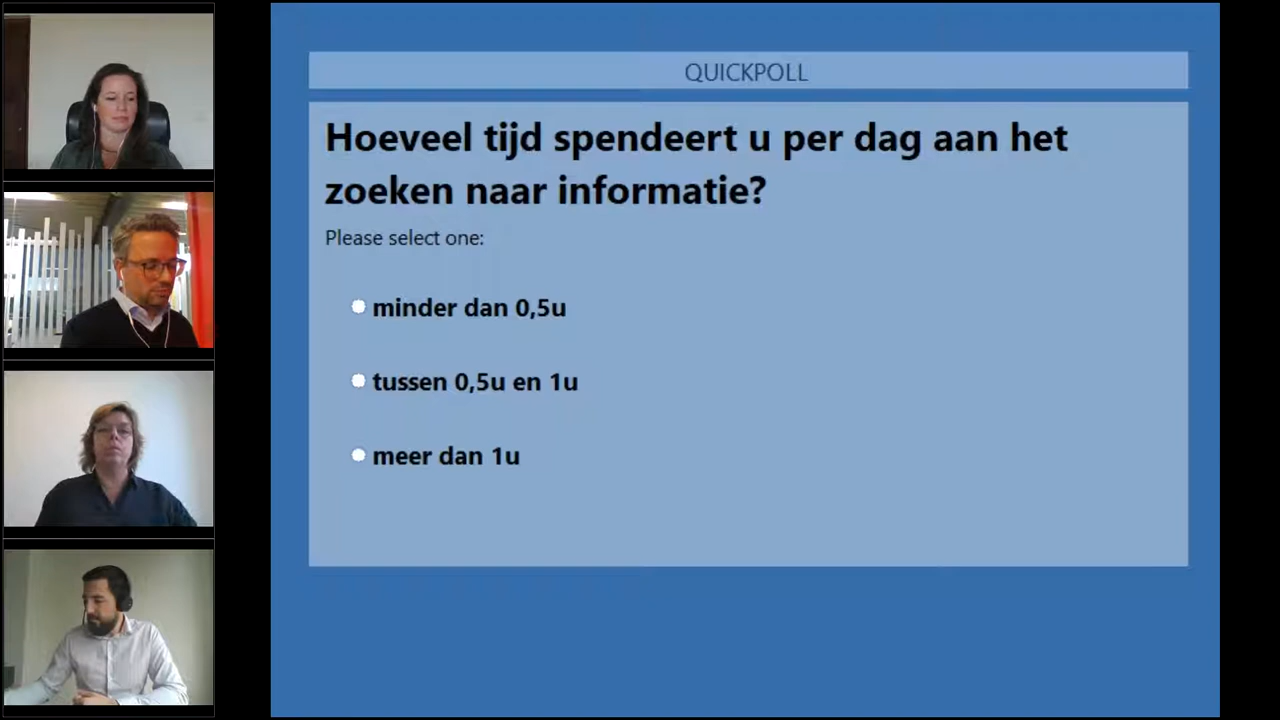 QUICKPOLL
Hoeveel tijd spendeert u per dag aan het
zoeken naar informatie?
Please select one:
minder dan 0,5u
tussen 0,5u en 1u
meer dan 1u